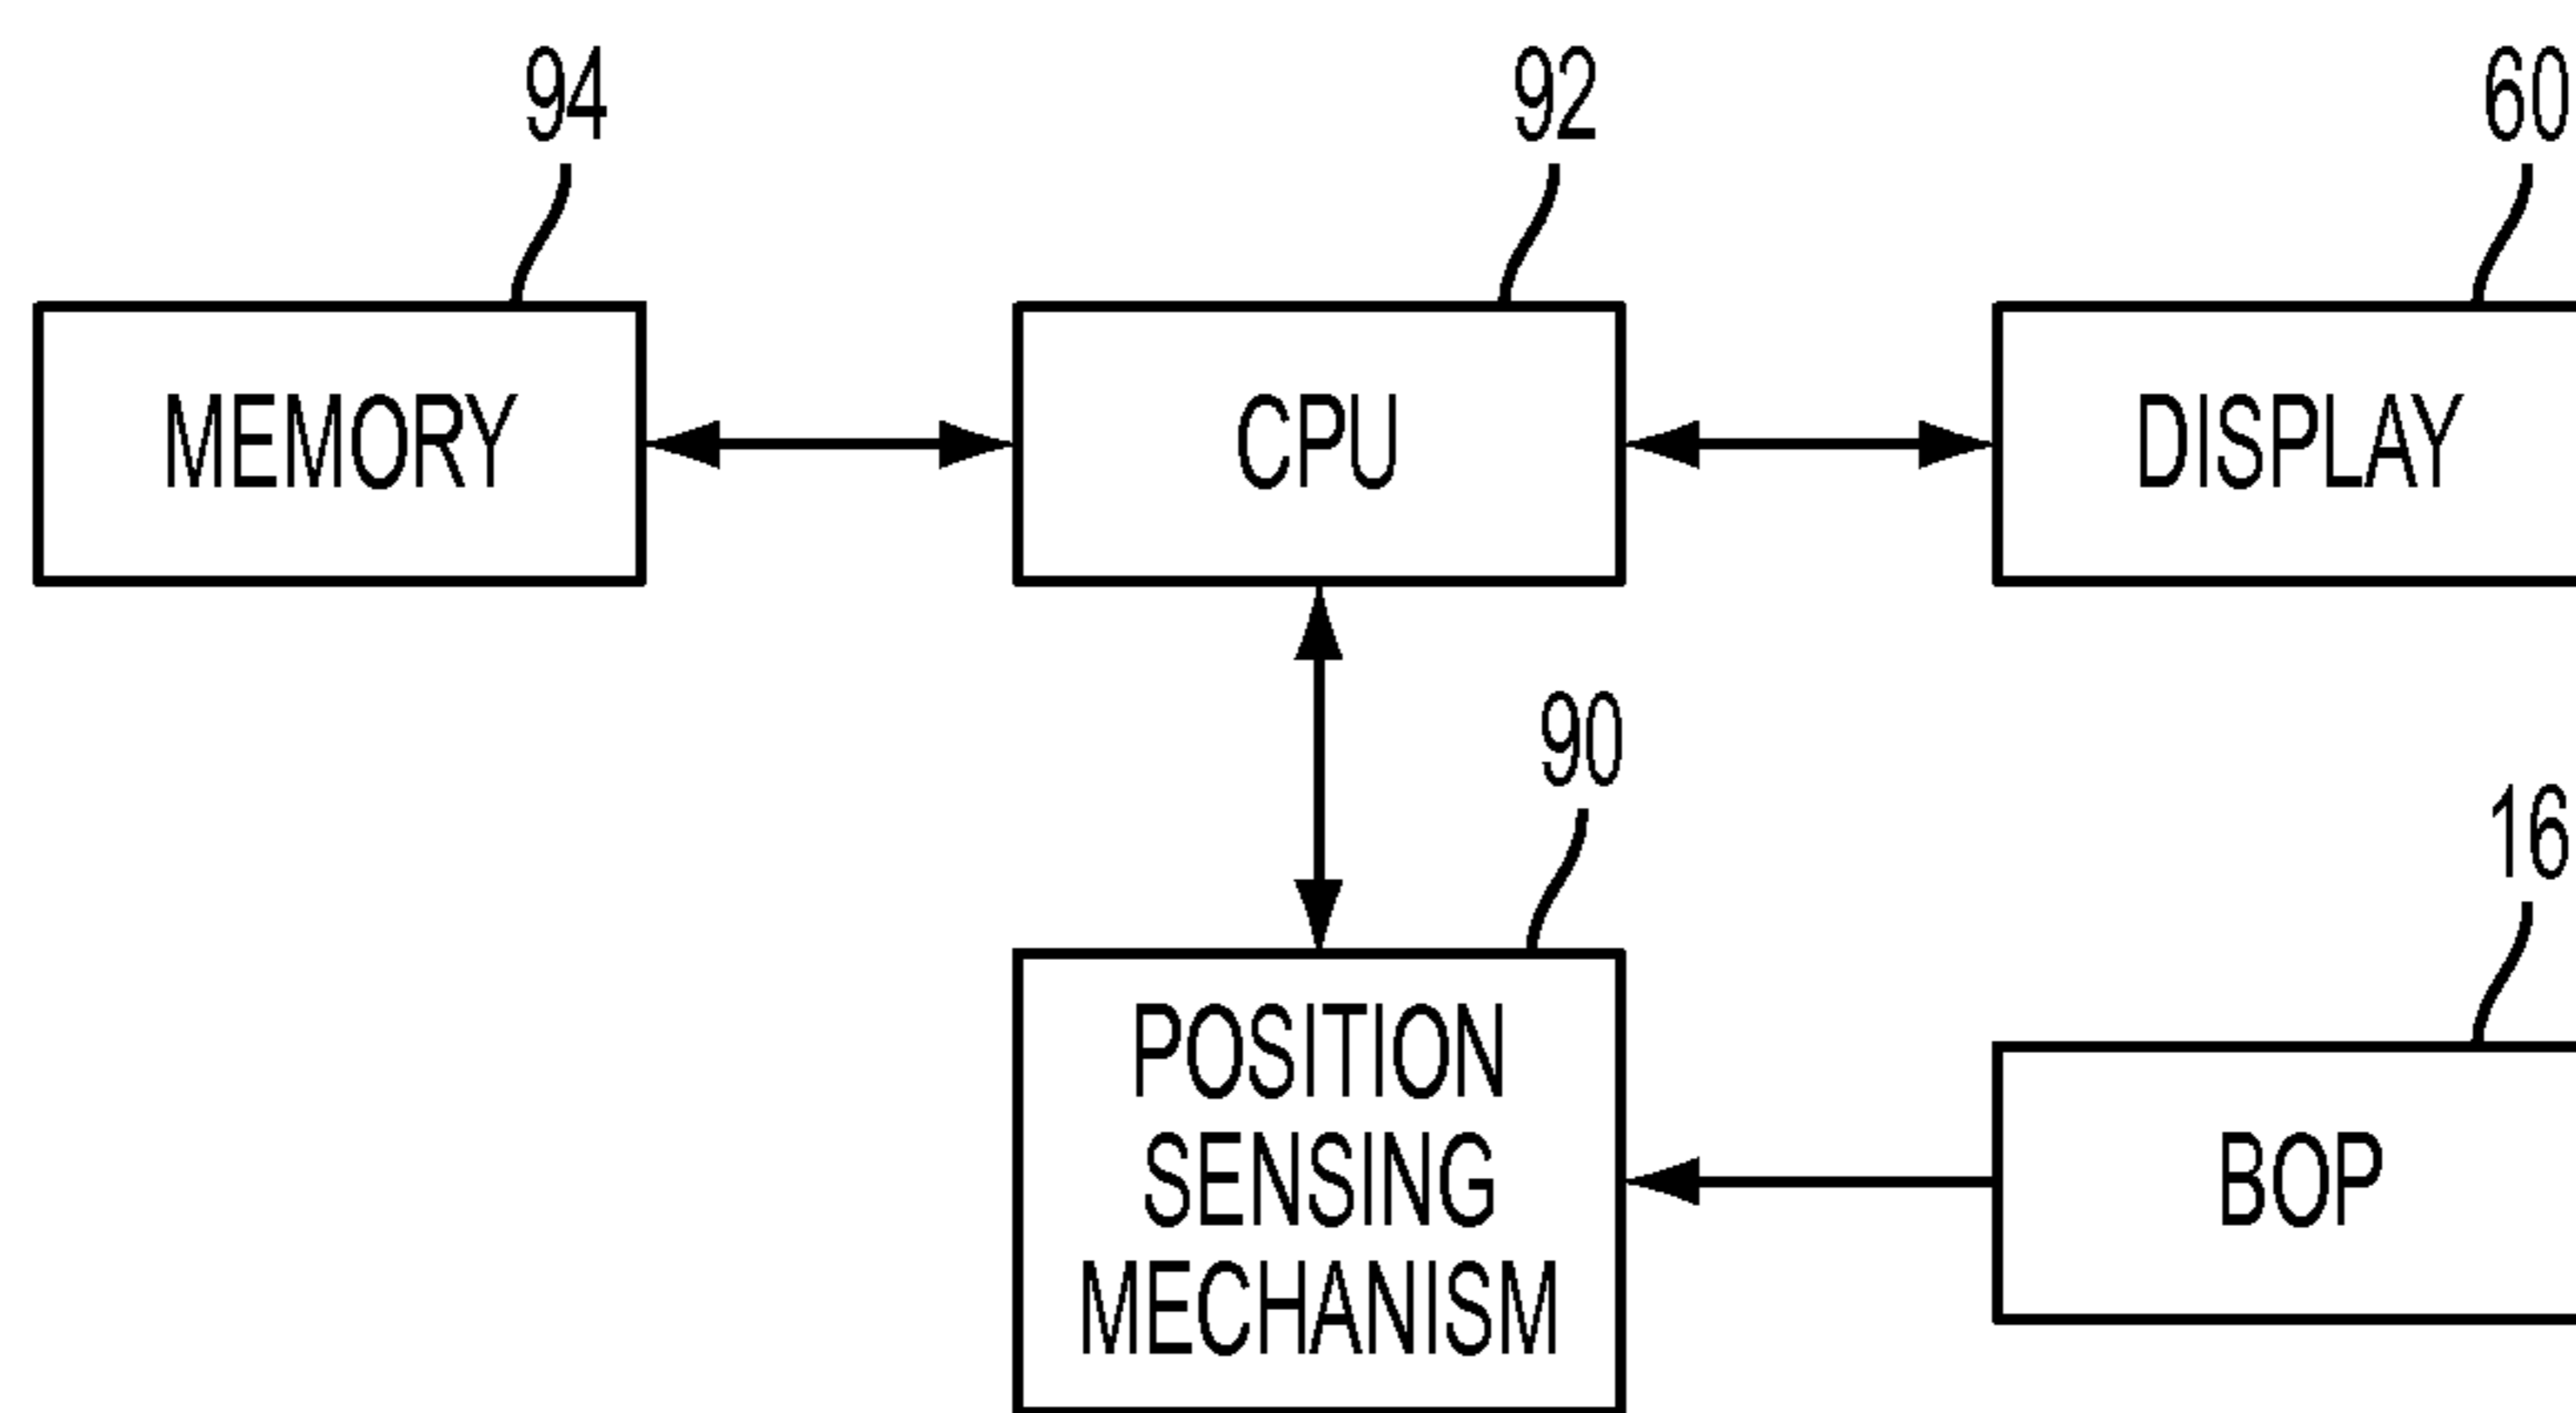 94
92
60
MEMORY
CPU
DISPLAY
90
16
POSITION
SENSING
MECHANISM
BOP